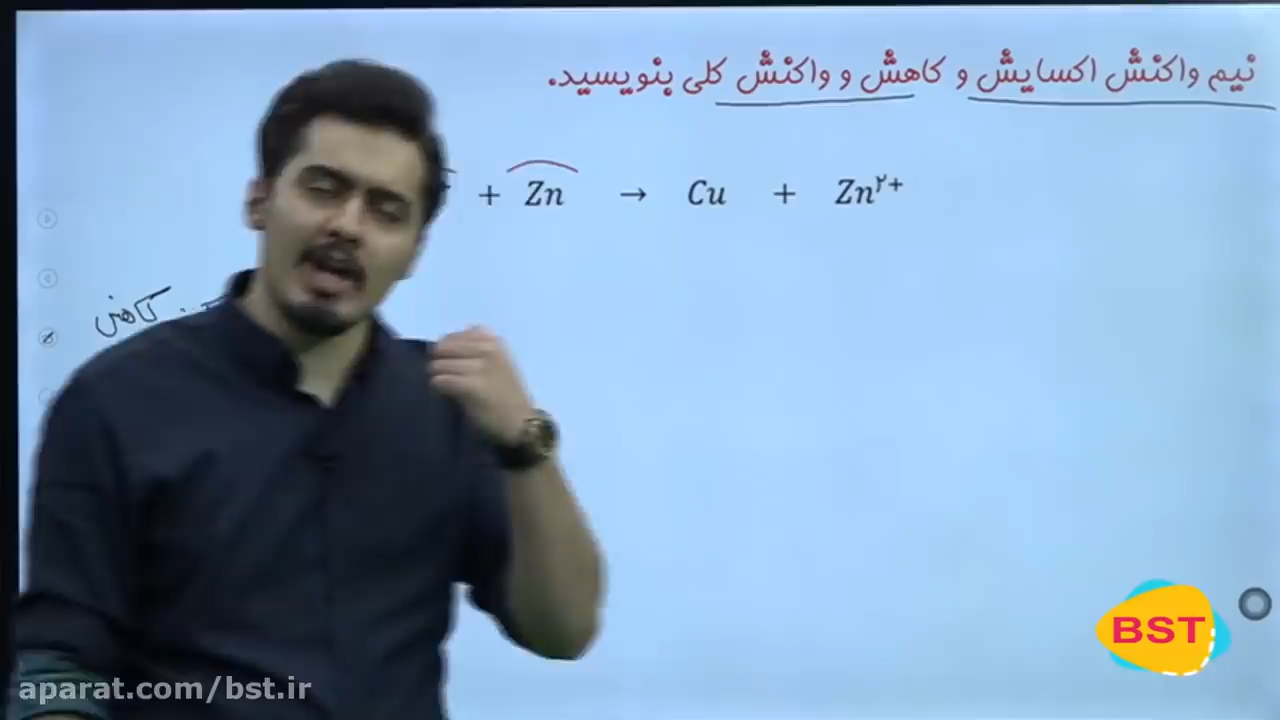 نیم واکنش اکسایش و کاهش و واکنش کلی بنویسید.
+ Zn → Cu + Zn²⁺
کاهش
BST
aparat.com/bst.ir